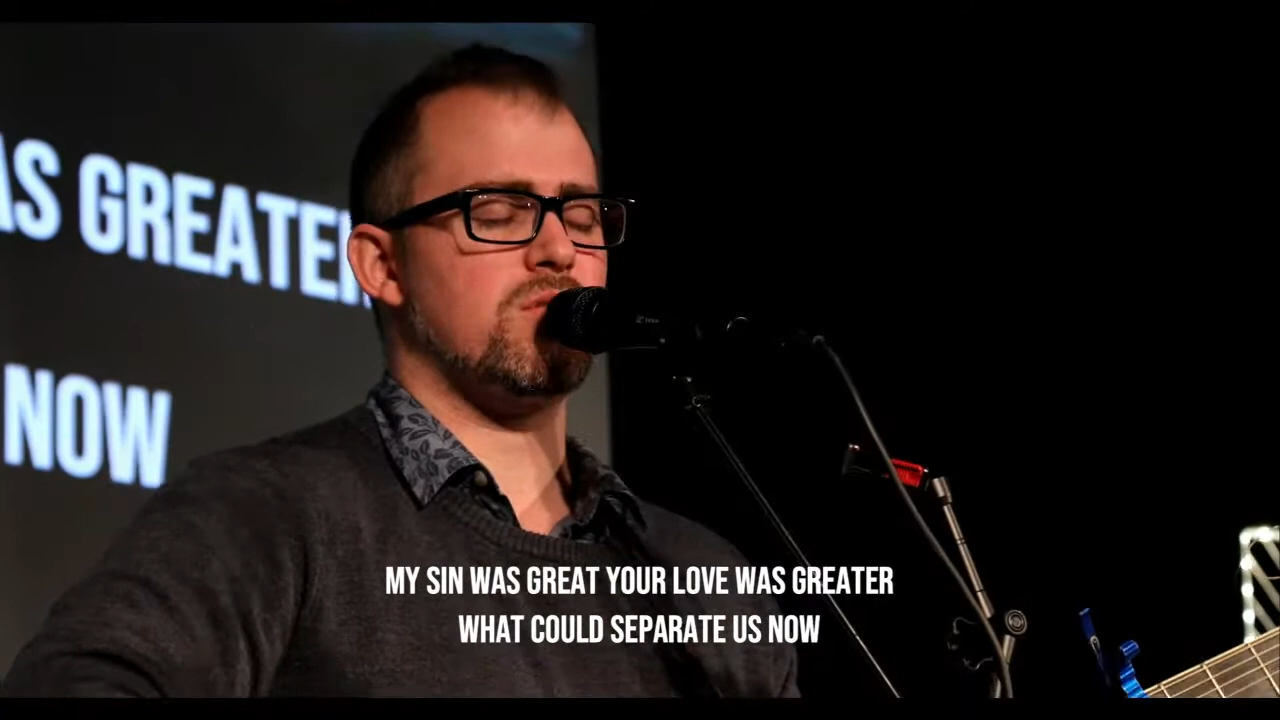 AS GREATER
NOW
MY SIN WAS GREAT YOUR LOVE WAS GREATER
WHAT COULD SEPARATE US NOW